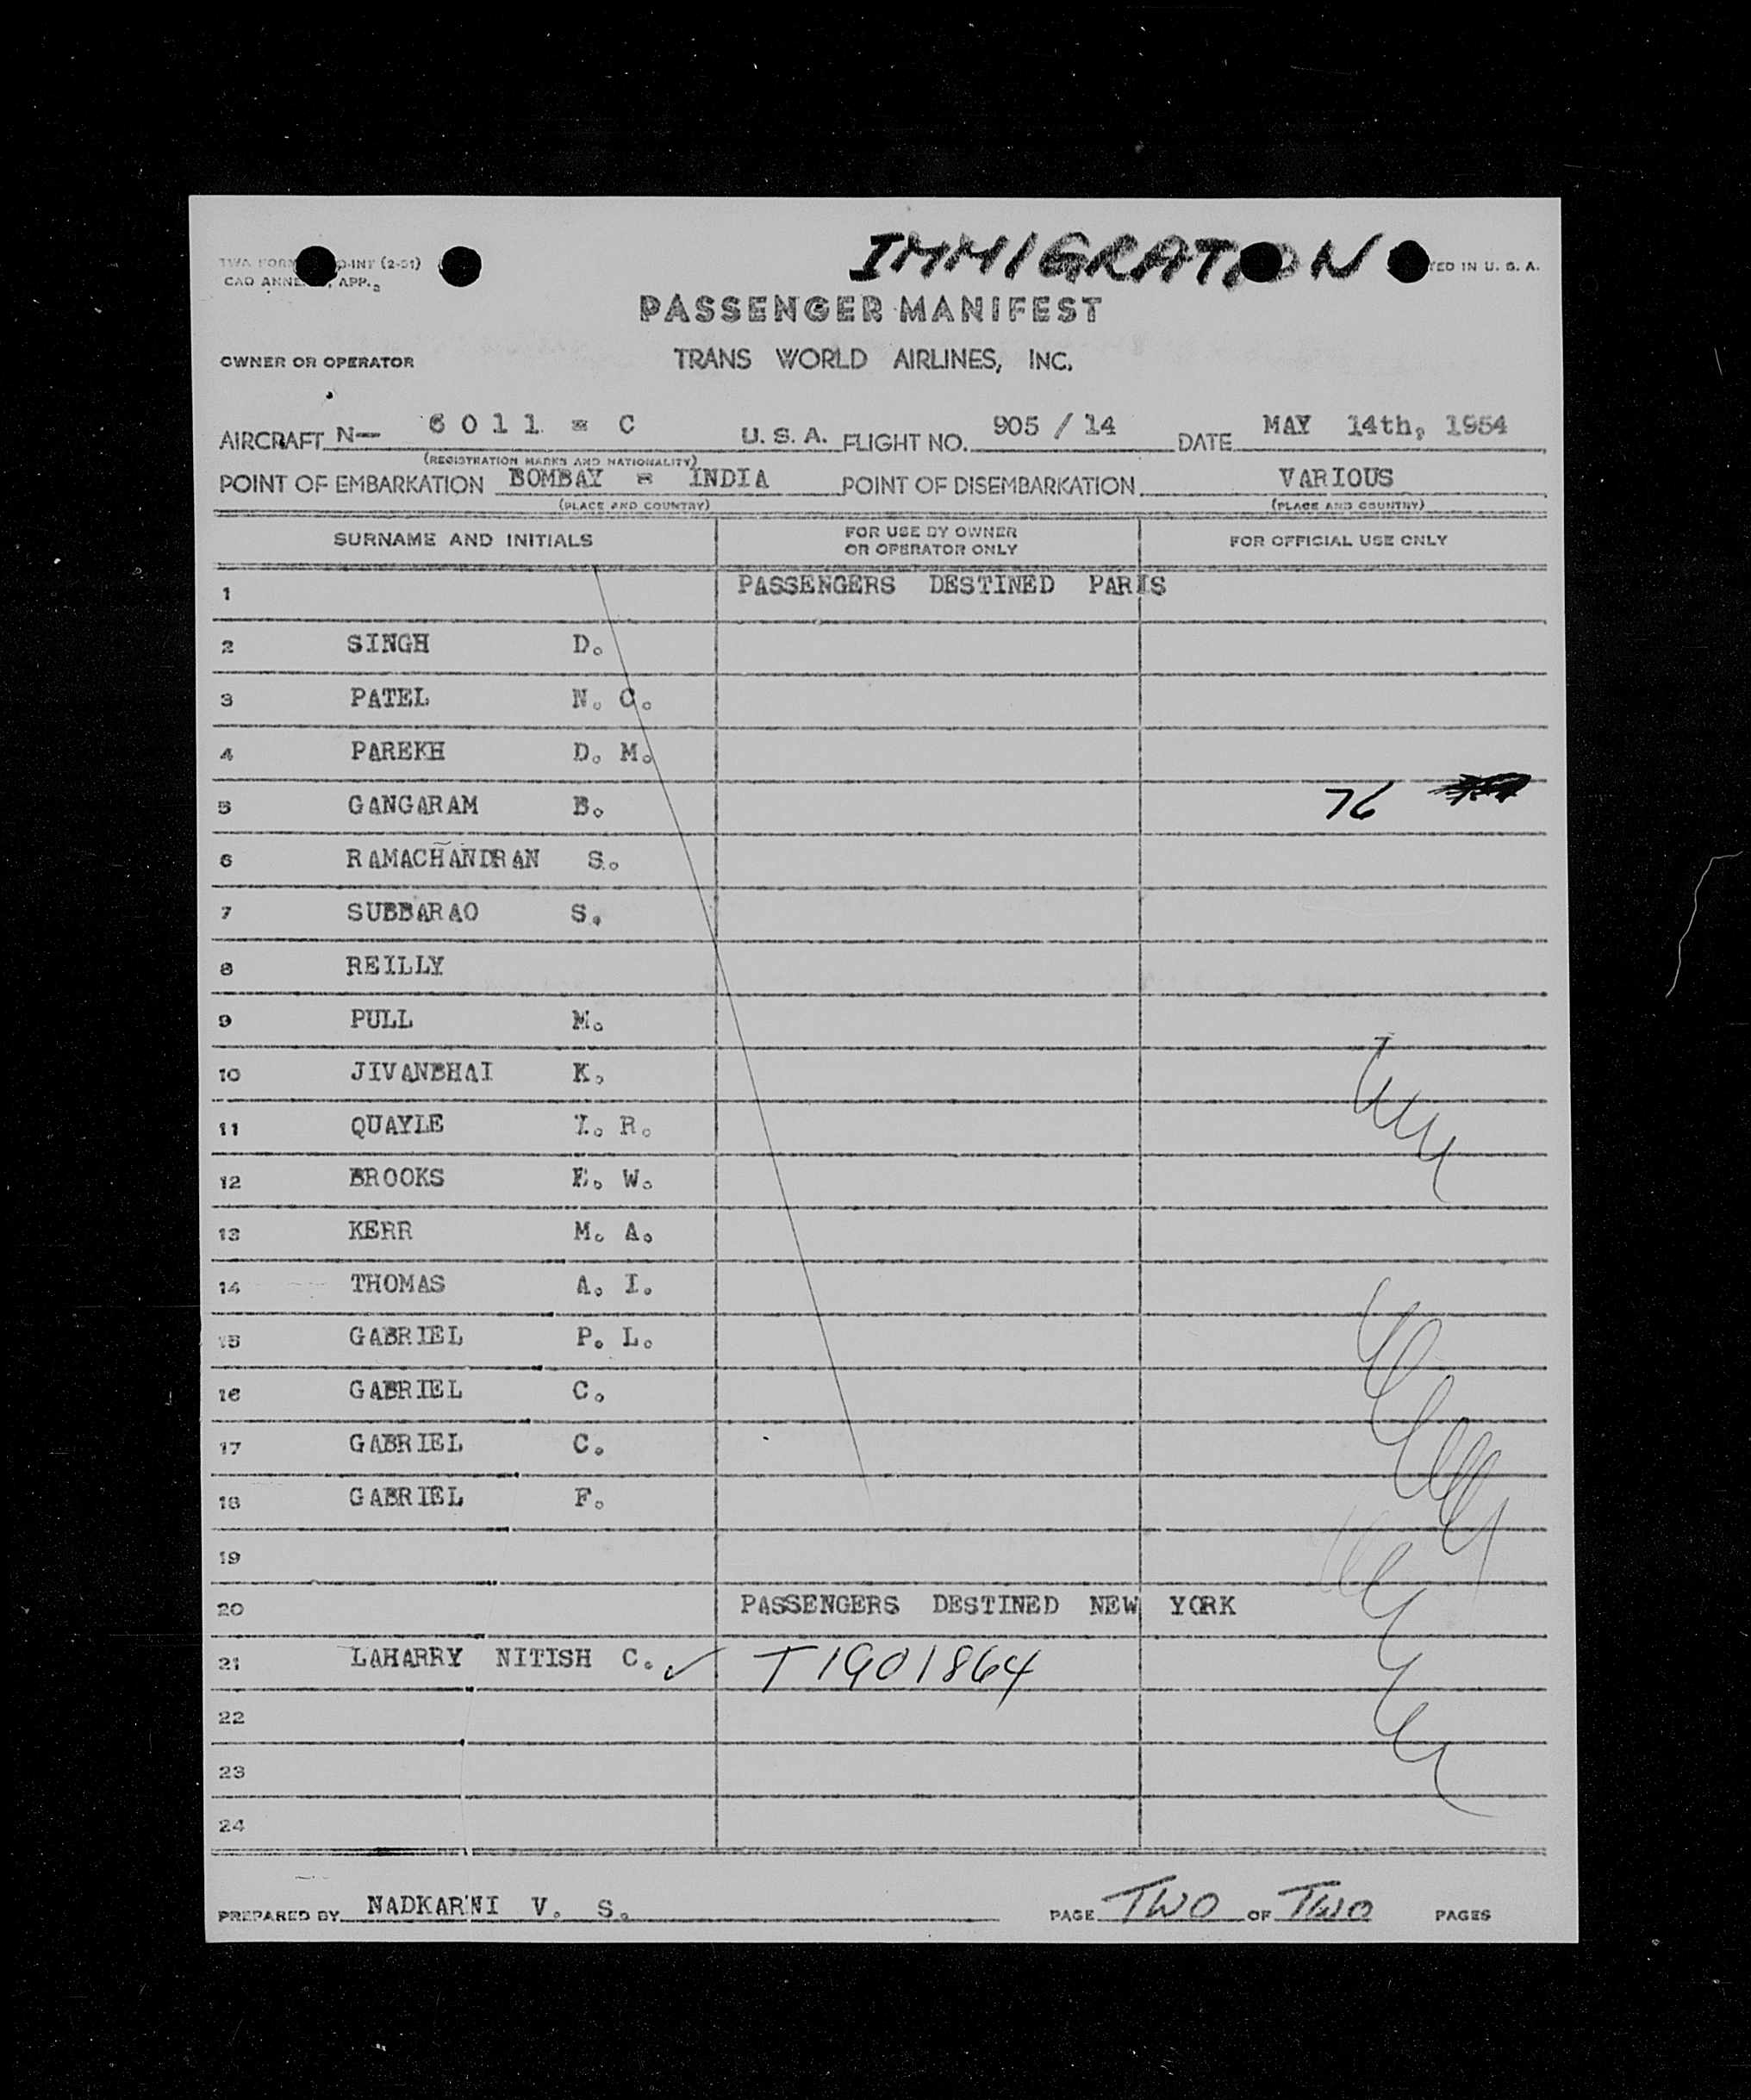 IMMIGRATION
(2-51)
APP.
IN U. S. A.
PASSENGER MANIFEST
OWNER OR OPERATOR TRANS WORLD AIRLINES, INC.
AIRCRAFT N— 6011 = C U. S. A. FLIGHT NO. 905 / 14 DATE MAY 14th, 1954
(REGISTRATION MARKS AND NATIONALITY)
POINT OF EMBARKATION BOMBAY = INDIA POINT OF DISEMBARKATION VARIOUS
(PLACE AND COUNTRY) (PLACE AND COUNTRY)
SURNAME AND INITIALS FOR USE BY OWNER OR OPERATOR ONLY FOR OFFICIAL USE ONLY
1 PASSENGERS DESTINED PARIS
2 SINGH D.
3 PATEL N. C.
4 PAREKH D. M.
5 GANGARAM B. 76
6 RAMACHANDRAN S.
7 SUBBARAO S.
8 REILLY
9 PULL M.
10 JIVANBHAI K.
11 QUAYLE R.
12 BROOKS E. W.
13 KERR M. A.
14 THOMAS A. I.
15 GABRIEL P. L.
16 GABRIEL C.
17 GABRIEL C.
18 GABRIEL F.
19
20 PASSENGERS DESTINED NEW YORK
21 LAHARRY NITISH C. ✓ T1901864
22
23
24
PREPARED BY NADKARNI V. S. PAGE TWO OF TWO PAGES